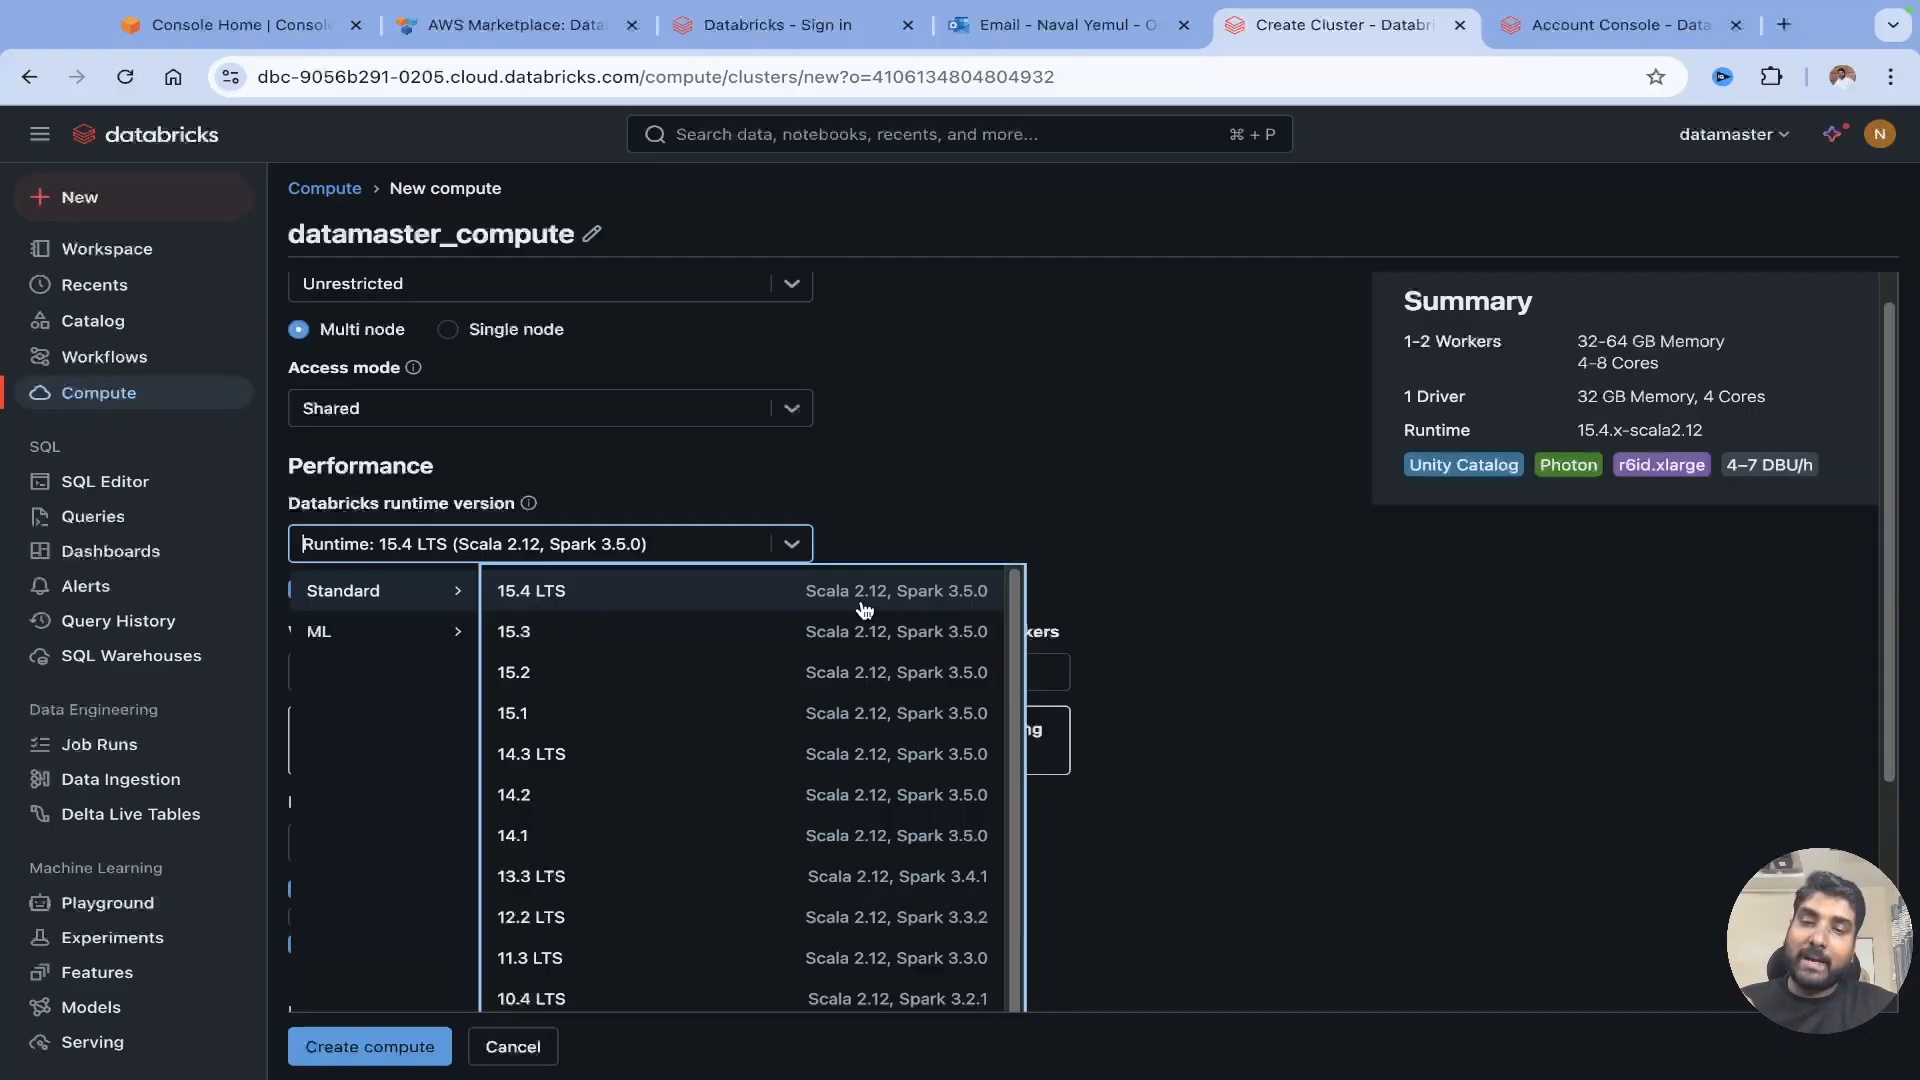 Console Home | Consol
AWS Marketplace: Data
Databricks - Sign in
Email - Naval Yemul - O
Create Cluster - Databri
Account Console - Data
dbc-9056b291-0205.cloud.databricks.com/compute/clusters/new?o=4106134804804932
databricks
Search data, notebooks, recents, and more...
⌘ + P
datamaster
N
New
Workspace
Recents
Catalog
Workflows
Compute
SQL
SQL Editor
Queries
Dashboards
Alerts
Query History
SQL Warehouses
Data Engineering
Job Runs
Data Ingestion
Delta Live Tables
Machine Learning
Playground
Experiments
Features
Models
Serving
Compute › New compute
datamaster_compute
Unrestricted
Multi node
Single node
Access mode
Shared
Performance
Databricks runtime version
Runtime: 15.4 LTS (Scala 2.12, Spark 3.5.0)
Standard
ML
15.4 LTS Scala 2.12, Spark 3.5.0
15.3 Scala 2.12, Spark 3.5.0
15.2 Scala 2.12, Spark 3.5.0
15.1 Scala 2.12, Spark 3.5.0
14.3 LTS Scala 2.12, Spark 3.5.0
14.2 Scala 2.12, Spark 3.5.0
14.1 Scala 2.12, Spark 3.5.0
13.3 LTS Scala 2.12, Spark 3.4.1
12.2 LTS Scala 2.12, Spark 3.3.2
11.3 LTS Scala 2.12, Spark 3.3.0
10.4 LTS Scala 2.12, Spark 3.2.1
kers
ng
Create compute
Cancel
Summary
1-2 Workers 32-64 GB Memory
4-8 Cores
1 Driver 32 GB Memory, 4 Cores
Runtime 15.4.x-scala2.12
Unity Catalog Photon r6id.xlarge 4–7 DBU/h